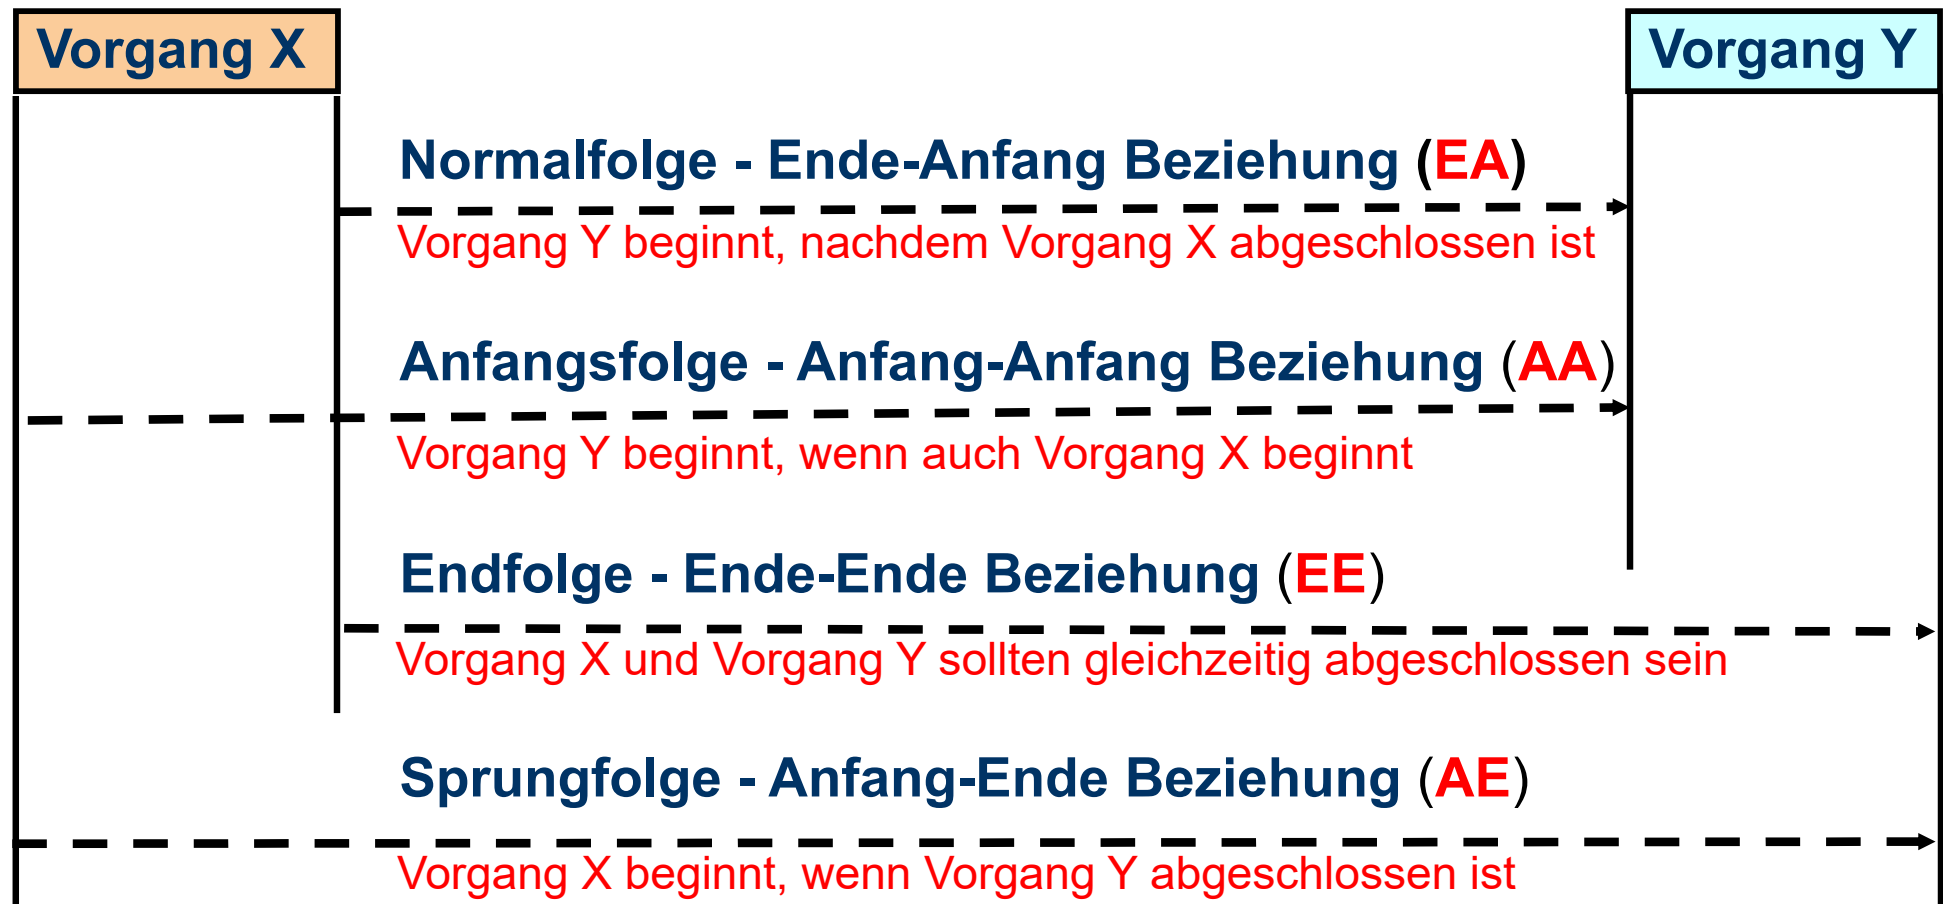 Vorgang X
Vorgang Y
Normalfolge - Ende-Anfang Beziehung (EA)
Vorgang Y beginnt, nachdem Vorgang X abgeschlossen ist
Anfangsfolge - Anfang-Anfang Beziehung (AA)
Vorgang Y beginnt, wenn auch Vorgang X beginnt
Endfolge - Ende-Ende Beziehung (EE)
Vorgang X und Vorgang Y sollten gleichzeitig abgeschlossen sein
Sprungfolge - Anfang-Ende Beziehung (AE)
Vorgang X beginnt, wenn Vorgang Y abgeschlossen ist